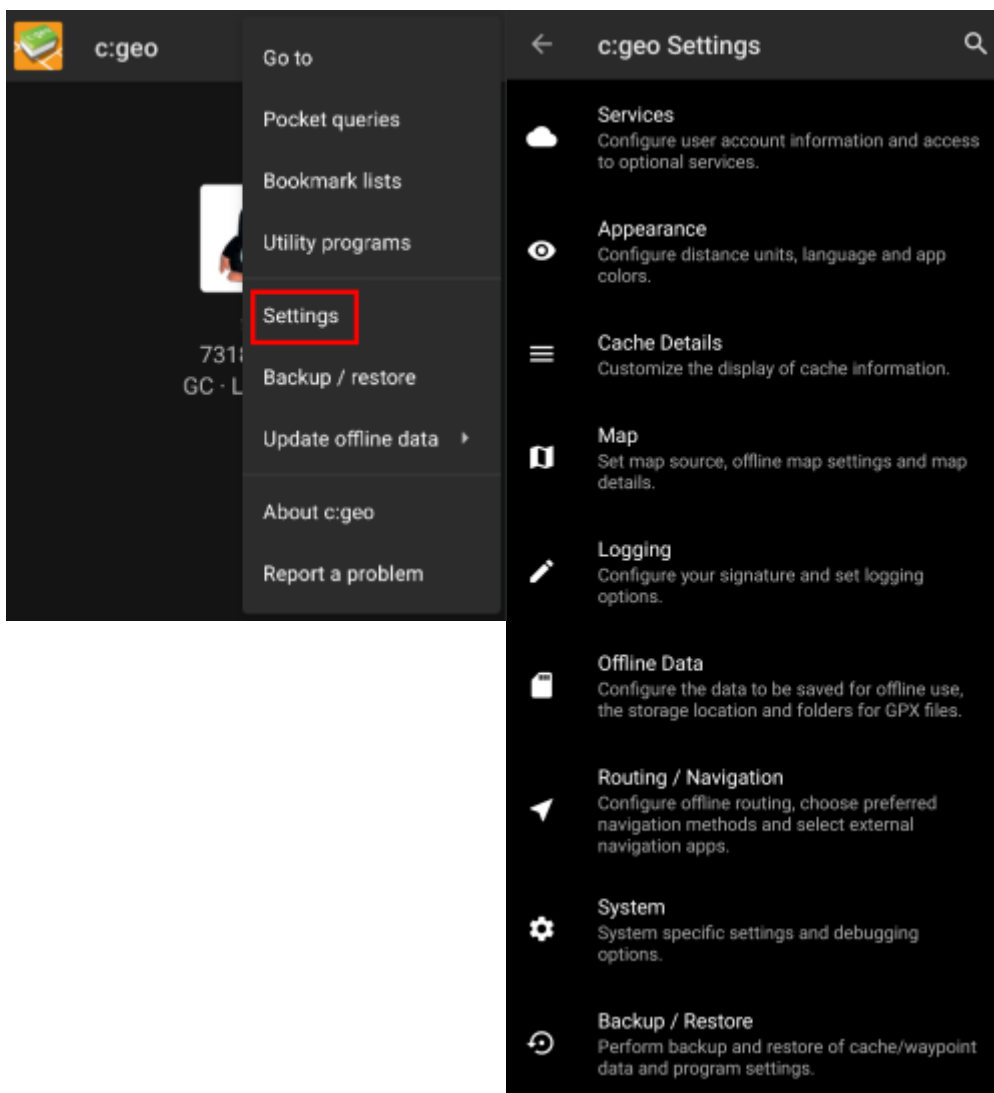 c:geo
Go to
Pocket queries
Bookmark lists
Utility programs
Settings
7318
GC · L
Backup / restore
Update offline data
About c:geo
Report a problem
c:geo Settings
Services
Configure user account information and access
to optional services.
Appearance
Configure distance units, language and app
colors.
Cache Details
Customize the display of cache information.
Map
Set map source, offline map settings and map
details.
Logging
Configure your signature and set logging
options.
Offline Data
Configure the data to be saved for offline use,
the storage location and folders for GPX files.
Routing / Navigation
Configure offline routing, choose preferred
navigation methods and select external
navigation apps.
System
System specific settings and debugging
options.
Backup / Restore
Perform backup and restore of cache/waypoint
data and program settings.